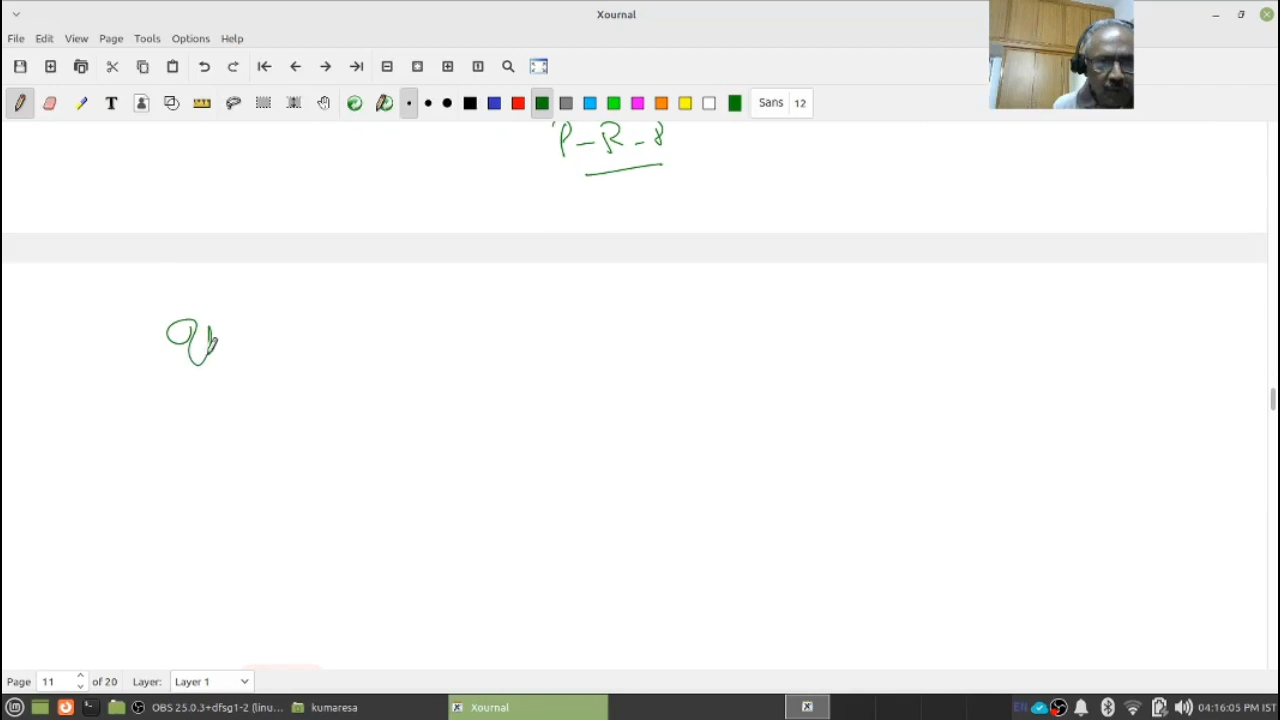 Xournal
File Edit View Page Tools Options Help
Sans 12
P - R - 8
Page 11 of 20 Layer: Layer 1
OBS 25.0.3+dfsg1-2 (linu... kumaresa Xournal EN 04:16:05 PM IST